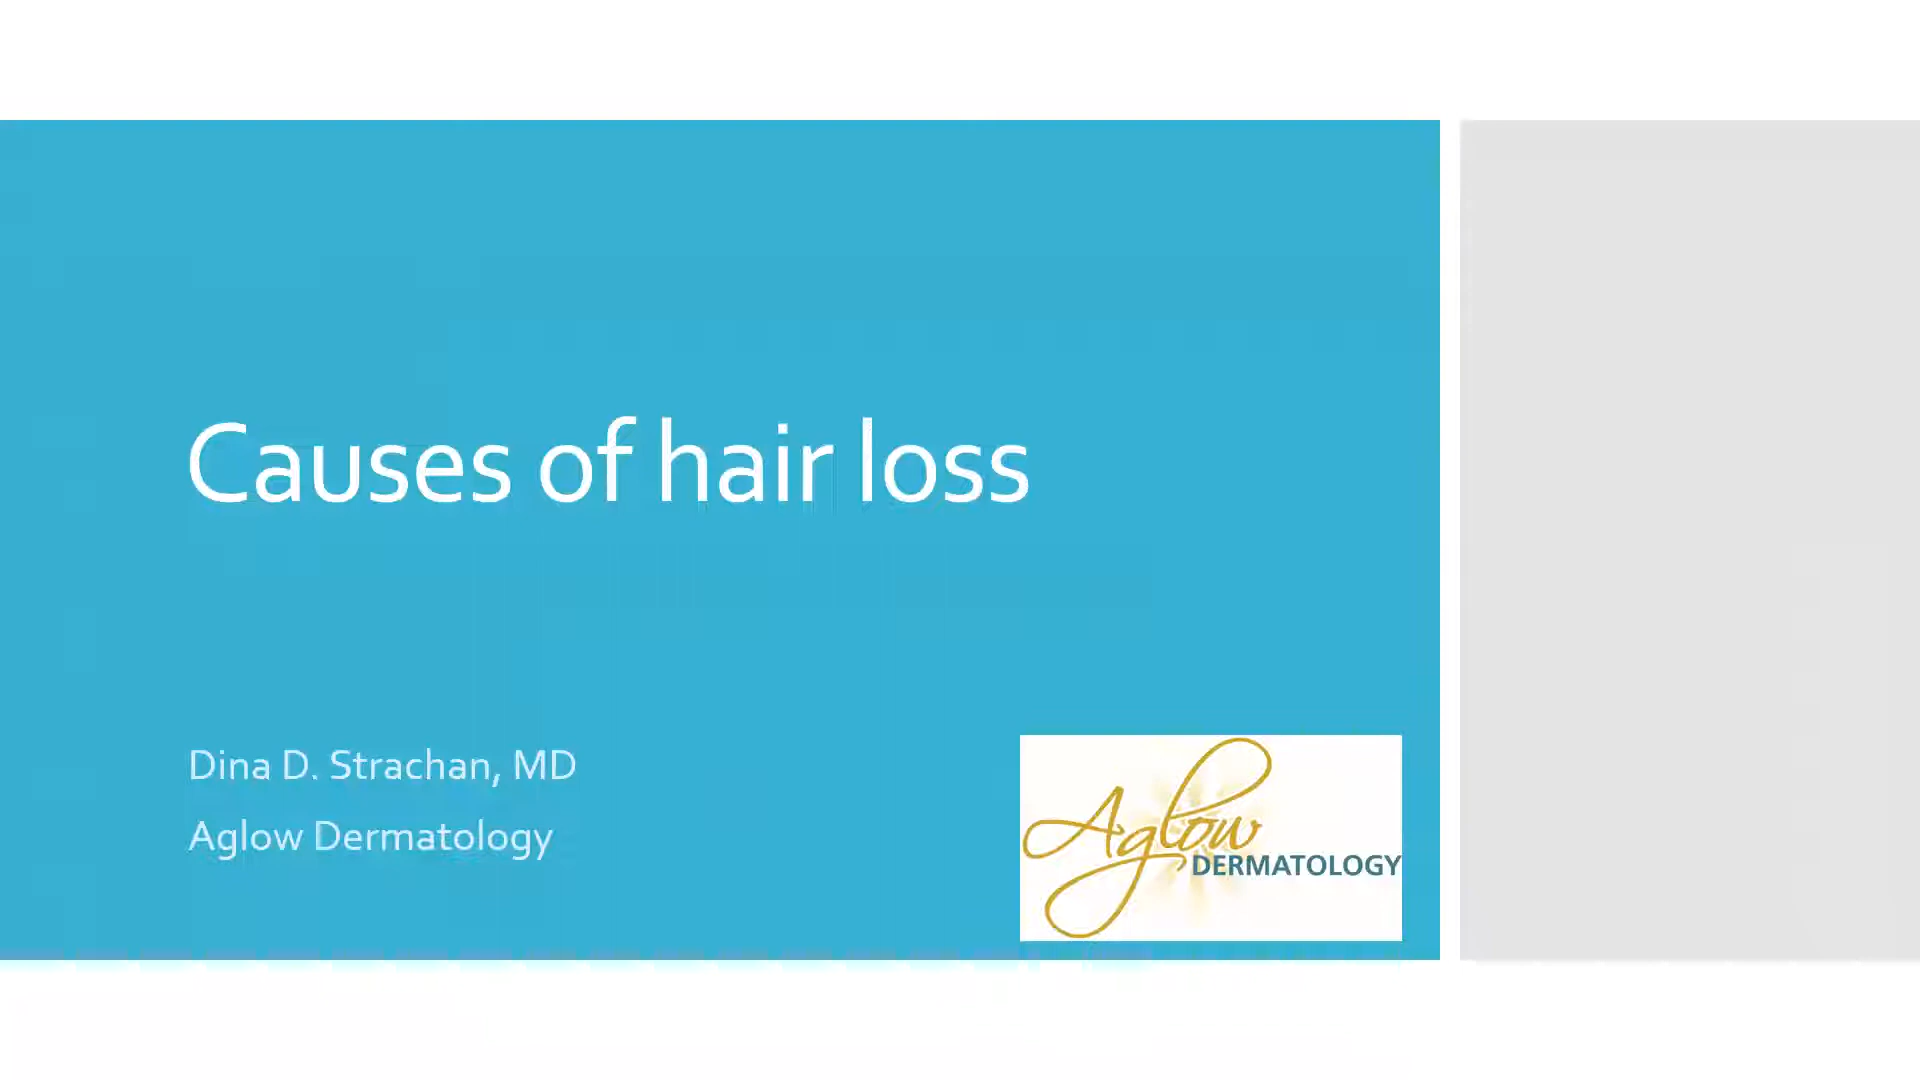 Causes of hair loss
Dina D. Strachan, MD
Aglow Dermatology
Aglow
DERMATOLOGY